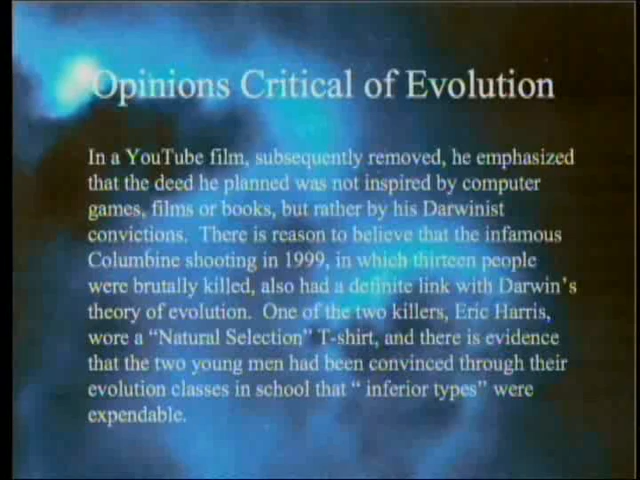 Opinions Critical of Evolution
In a YouTube film, subsequently removed, he emphasized
that the deed he planned was not inspired by computer
games, films or books, but rather by his Darwinist
convictions. There is reason to believe that the infamous
Columbine shooting in 1999, in which thirteen people
were brutally killed, also had a definite link with Darwin's
theory of evolution. One of the two killers, Eric Harris,
wore a “Natural Selection” T-shirt, and there is evidence
that the two young men had been convinced through their
evolution classes in school that “ inferior types” were
expendable.